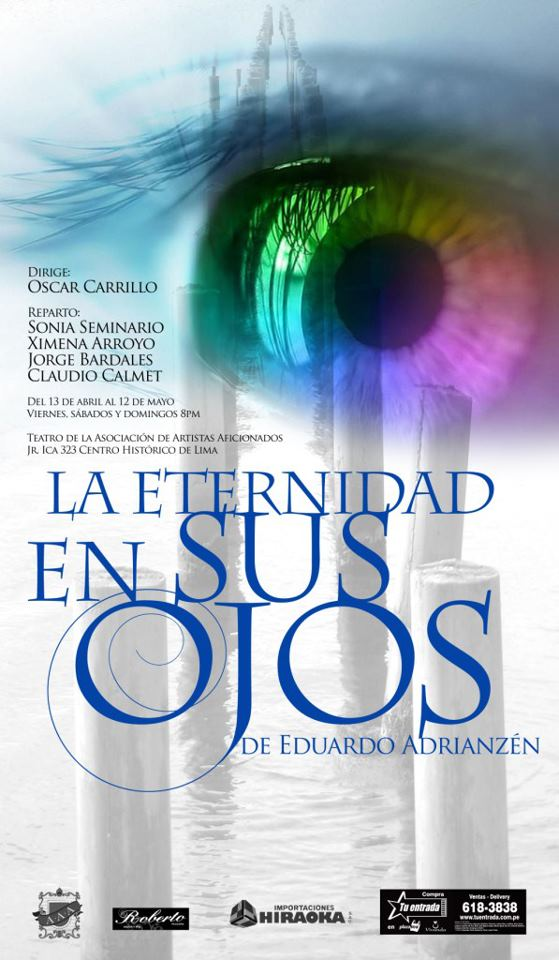 DIRIGE:
OSCAR CARRILLO
REPARTO:
SONIA SEMINARIO
XIMENA ARROYO
JORGE BARDALES
CLAUDIO CALMET
DEL 13 DE ABRIL AL 12 DE MAYO
VIERNES, SÁBADOS Y DOMINGOS 8PM
TEATRO DE LA ASOCIACIÓN DE ARTISTAS AFICIONADOS
JR. ICA 323 CENTRO HISTÓRICO DE LIMA
LA ETERNIDAD
EN SUS
OJOS
DE EDUARDO ADRIANZÉN
Roberto
IMPORTACIONES
HIRAOKA
S.A.C.
Compra
Tu entrada
en
Vivanda
Ventas - Delivery
618-3838
www.tuentrada.com.pe